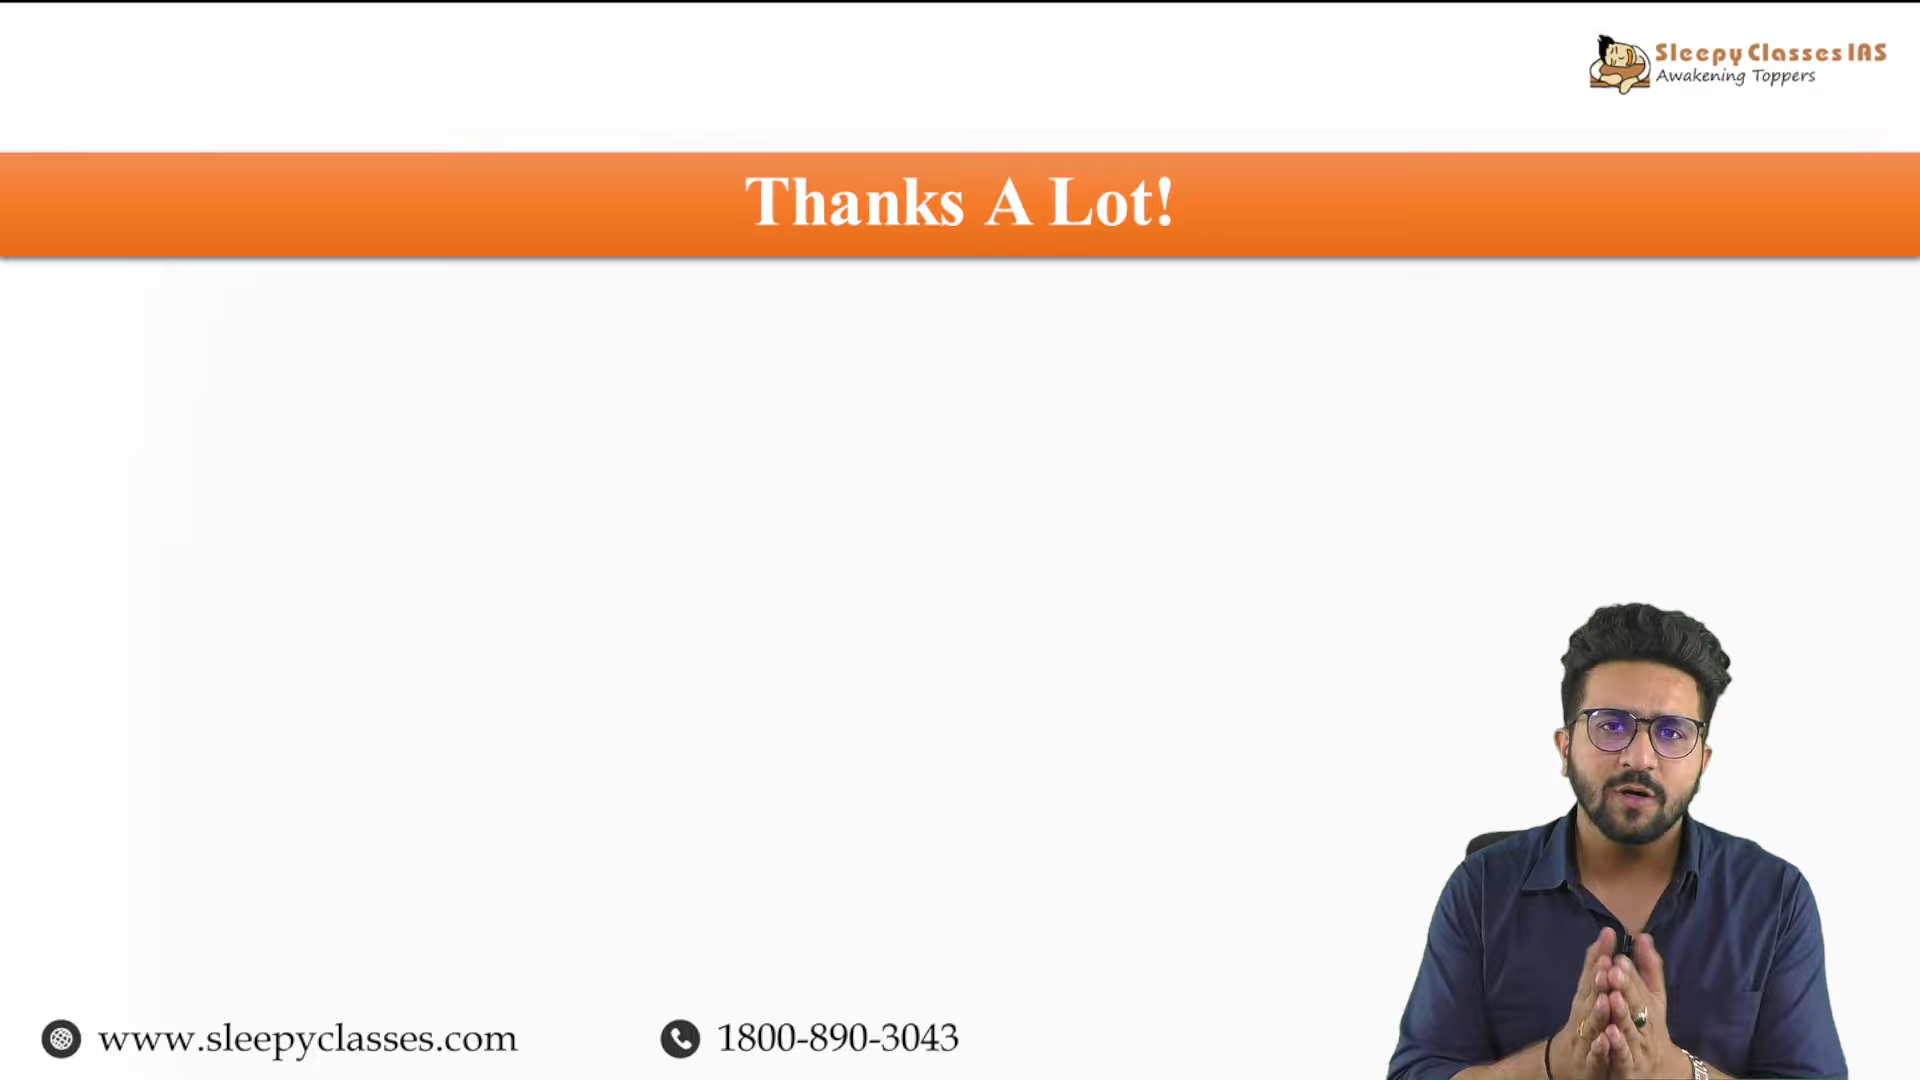 Sleepy Classes IAS
Awakening Toppers
Thanks A Lot!
www.sleepyclasses.com
1800-890-3043